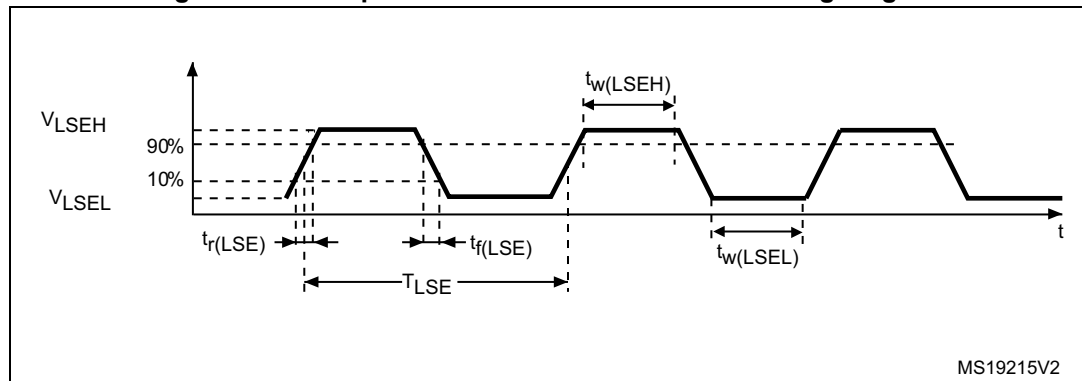 tw(LSEH)
VLSEH
90%
10%
VLSEL
tr(LSE)
tf(LSE)
t
tw(LSEL)
TLSE
MS19215V2